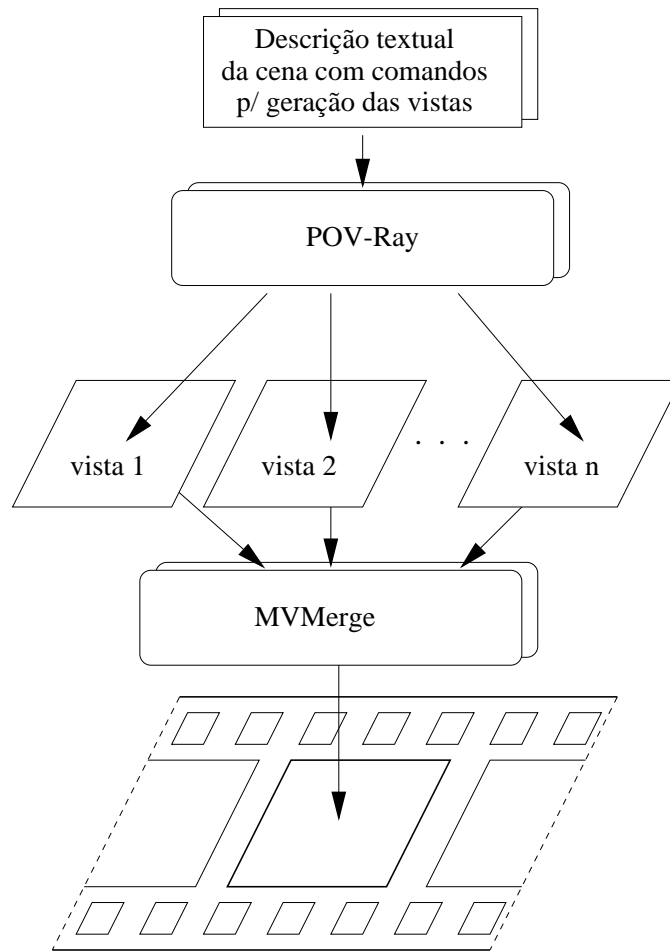 Descrição textual
da cena com comandos
p/ geração das vistas
POV-Ray
vista 1
vista 2
. . .
vista n
MVMerge